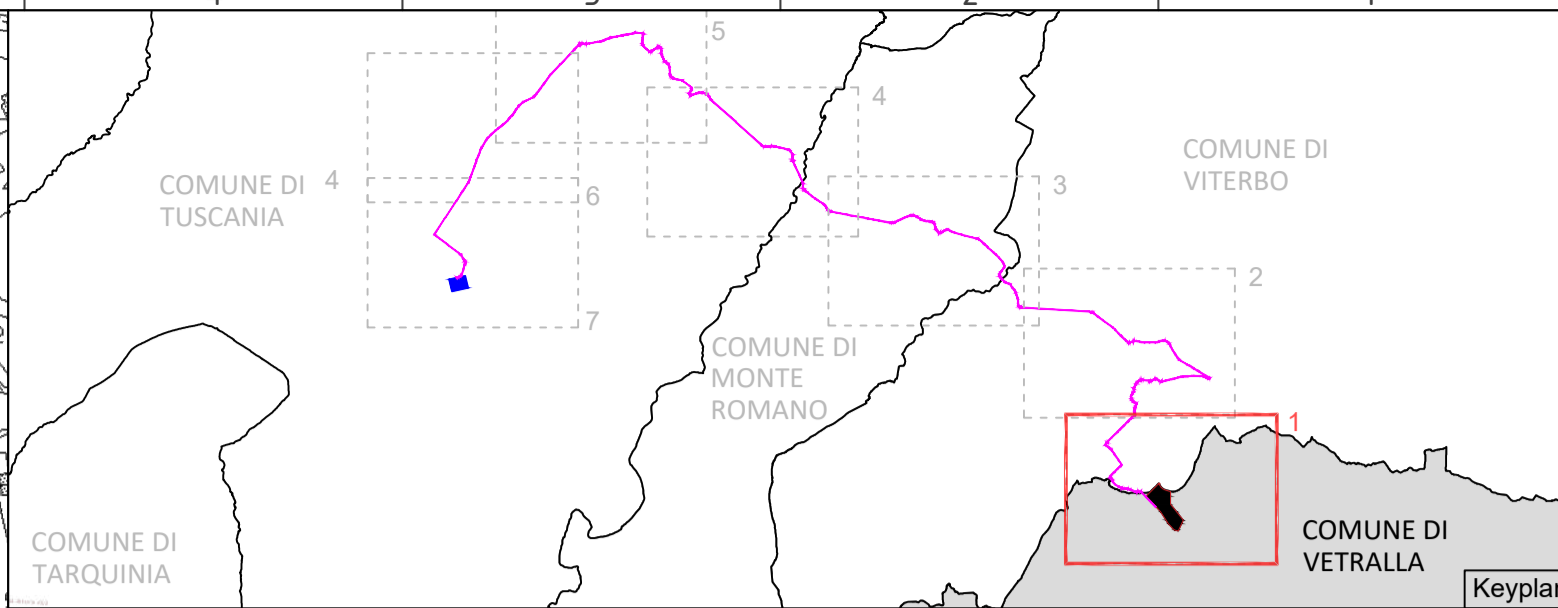 5
4
COMUNE DI
VITERBO
COMUNE DI
TUSCANIA
4
6
3
2
7
COMUNE DI
MONTE
ROMANO
1
COMUNE DI
VETRALLA
COMUNE DI
TARQUINIA
Keyplan